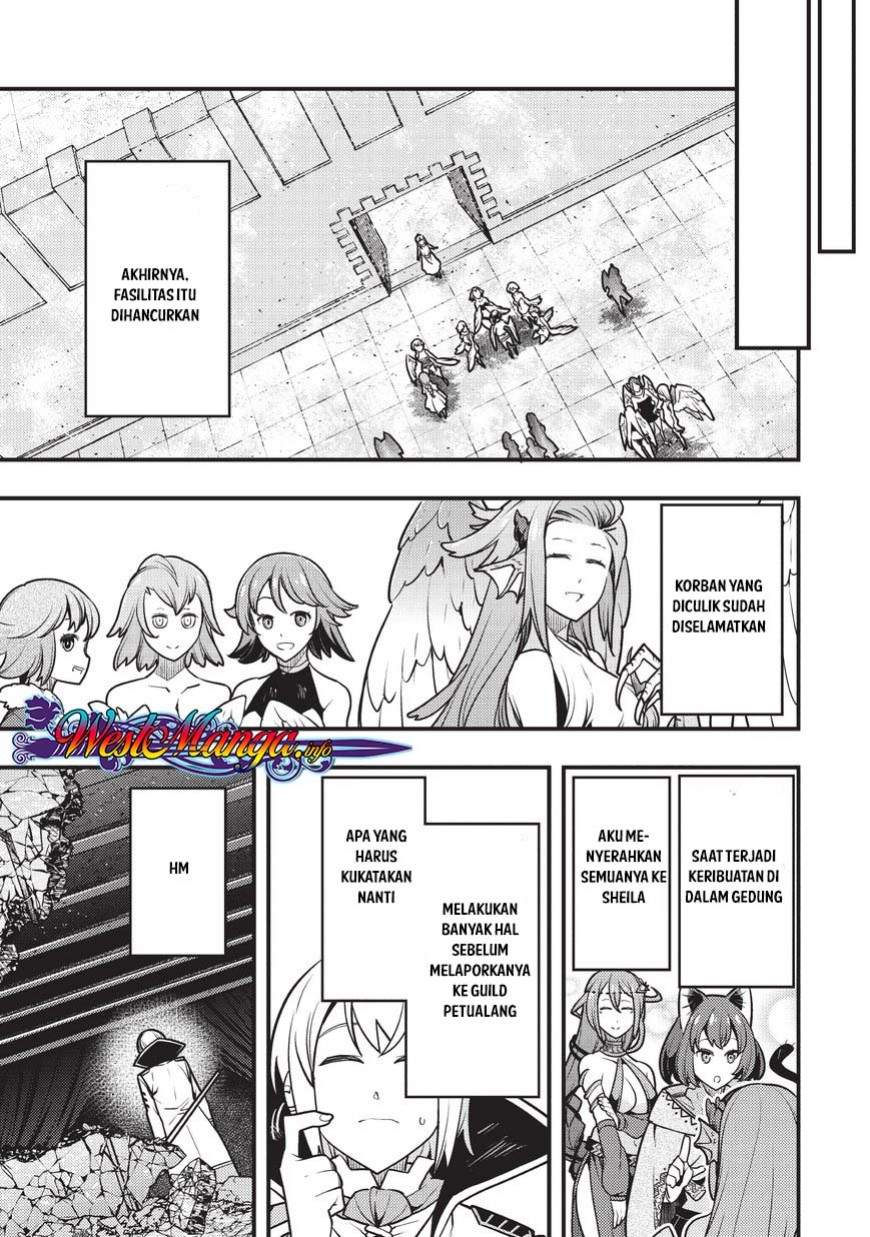 AKHIRNYA,
FASILITAS ITU
DIHANCURKAN
KORBAN YANG
DICULIK SUDAH
DISELAMATKAN
WestManga.info
SAAT TERJADI
KERIBUATAN DI
DALAM GEDUNG
AKU ME-
NYERAHKAN
SEMUANYA KE
SHEILA
MELAKUKAN
BANYAK HAL
SEBELUM
MELAPORKANYA
KE GUILD
PETUALANG
APA YANG
HARUS
KUKATAKAN
NANTI
HM